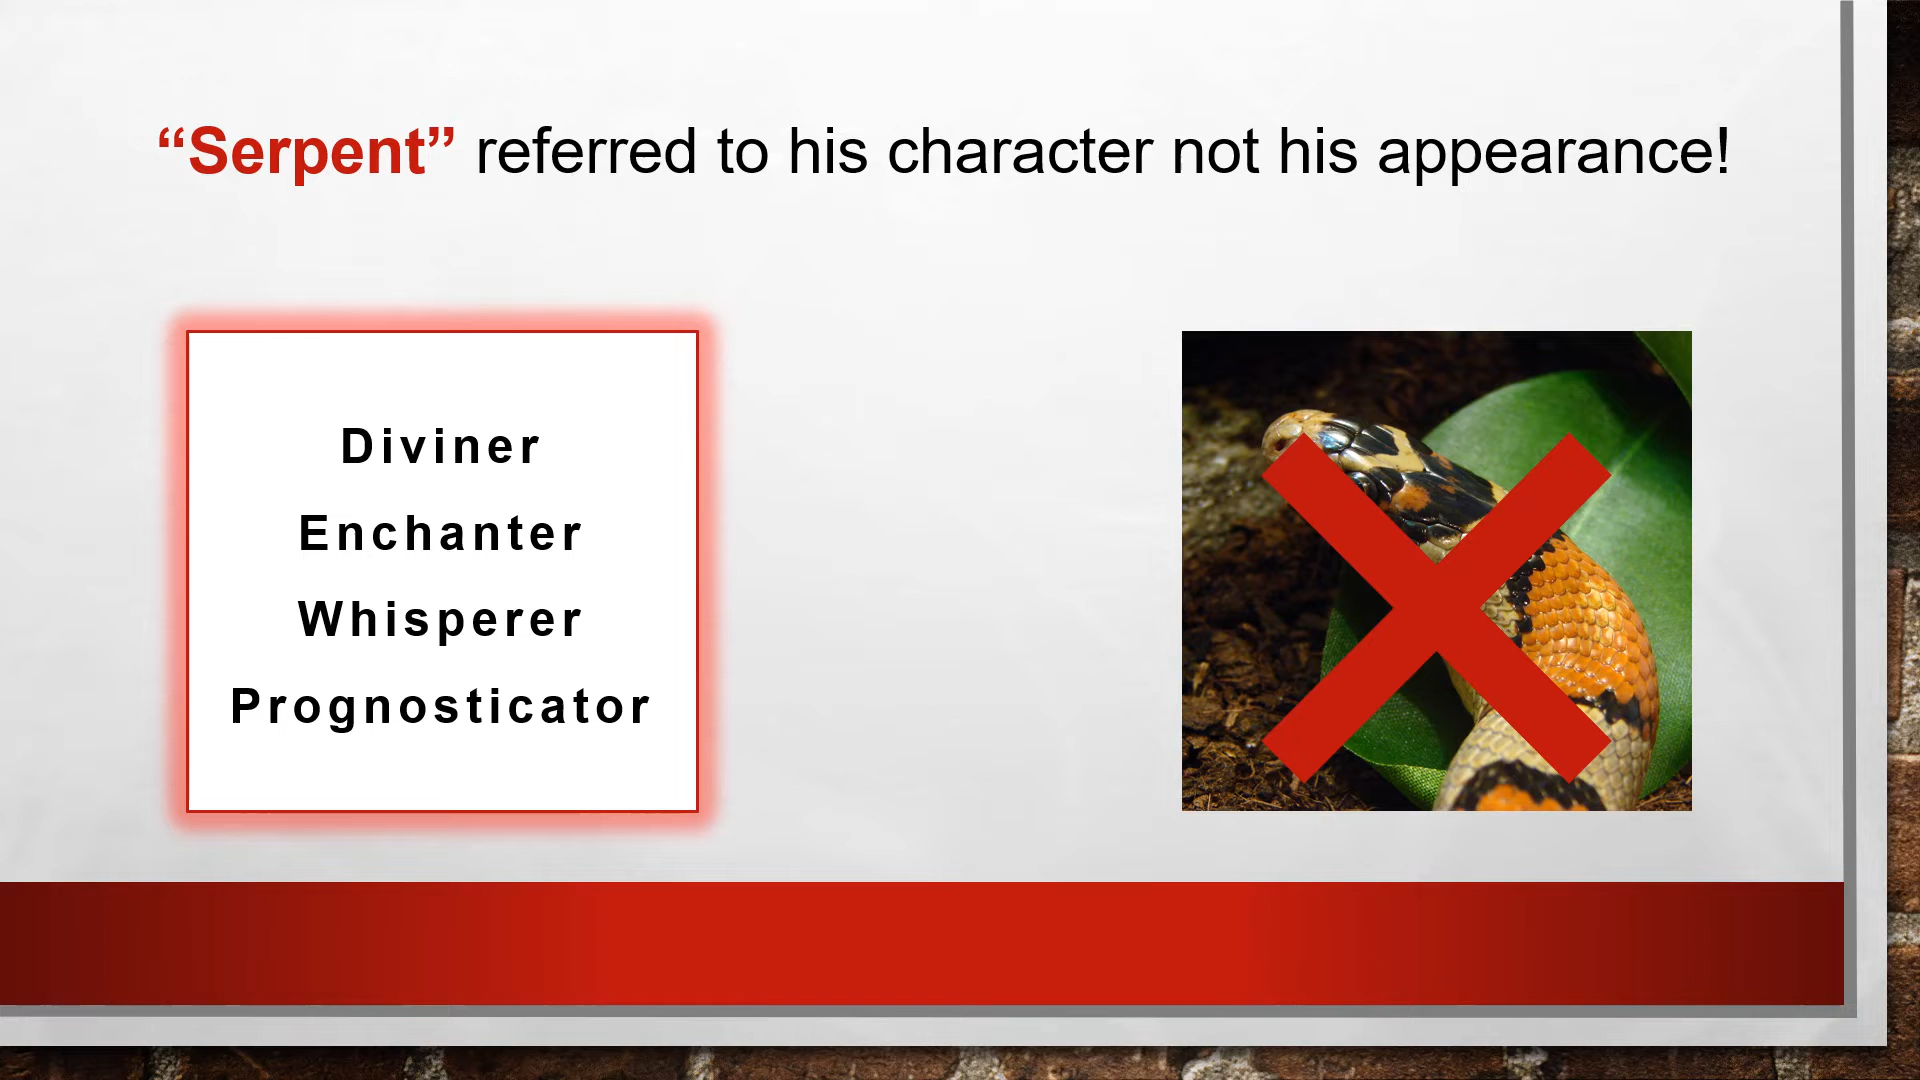 “Serpent” referred to his character not his appearance!
Diviner
Enchanter
Whisperer
Prognosticator